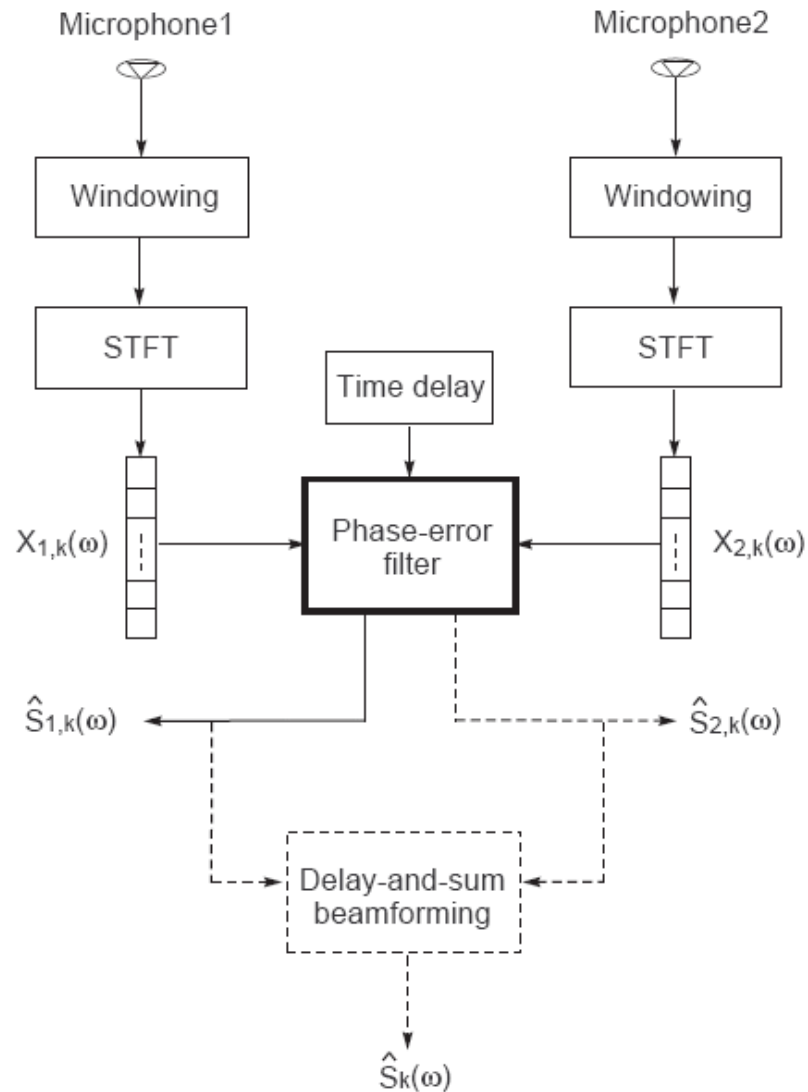 Microphone1
Microphone2
Windowing
Windowing
STFT
STFT
Time delay
X1,k(ω)
Phase-error
filter
X2,k(ω)
Ŝ1,k(ω)
Ŝ2,k(ω)
Delay-and-sum
beamforming
Ŝk(ω)